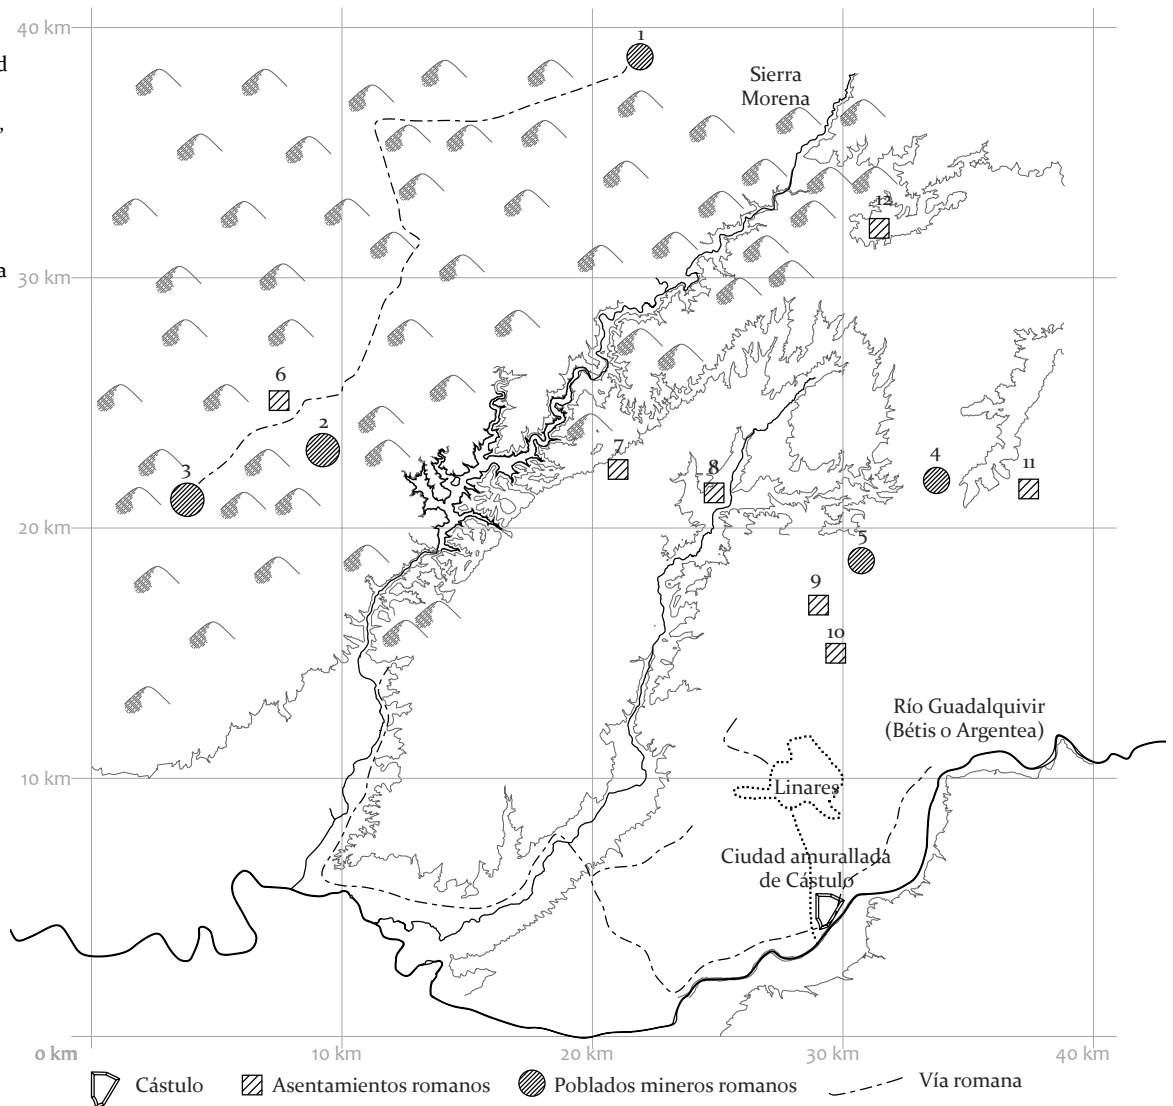 40 km
d
,
a
1
Sierra
Morena
12
30 km
6
2
3
7
8
4
11
5
20 km
9
10
Río Guadalquivir
(Bétis o Argentea)
10 km
Linares
Ciudad amurallada
de Cástulo
0 km
10 km
20 km
30 km
40 km
Cástulo
Asentamientos romanos
Poblados mineros romanos
Vía romana